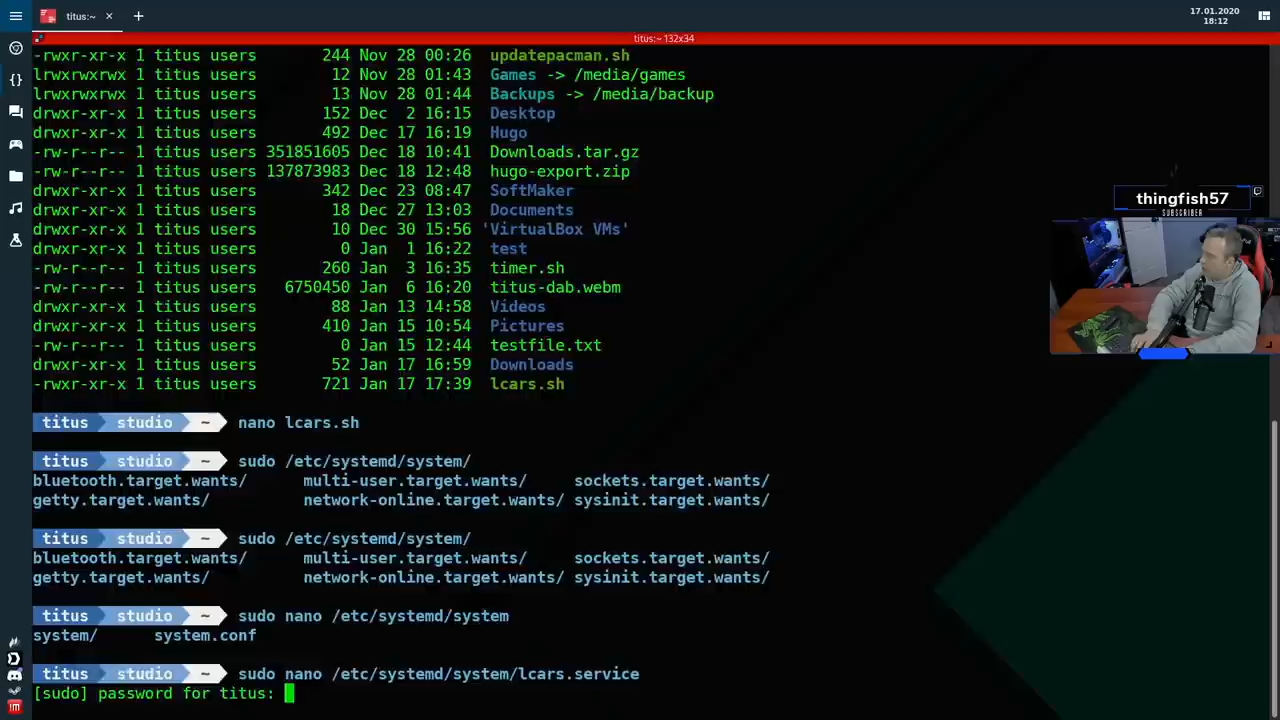 titus:~
17.01.2020
18:12
titus:~ 132x34
-rwxr-xr-x 1 titus users 244 Nov 28 00:26 updatepacman.sh
lrwxrwxrwx 1 titus users 12 Nov 28 01:43 Games -> /media/games
lrwxrwxrwx 1 titus users 13 Nov 28 01:44 Backups -> /media/backup
drwxr-xr-x 1 titus users 152 Dec 2 16:15 Desktop
drwxr-xr-x 1 titus users 492 Dec 17 16:19 Hugo
-rw-r--r-- 1 titus users 351851605 Dec 18 10:41 Downloads.tar.gz
-rw-r--r-- 1 titus users 137873983 Dec 18 12:48 hugo-export.zip
drwxr-xr-x 1 titus users 342 Dec 23 08:47 SoftMaker
drwxr-xr-x 1 titus users 18 Dec 27 13:03 Documents
drwxr-xr-x 1 titus users 10 Dec 30 15:56 'VirtualBox VMs'
drwxr-xr-x 1 titus users 0 Jan 1 16:22 test
-rw-r--r-- 1 titus users 260 Jan 3 16:35 timer.sh
-rw-r--r-- 1 titus users 6750450 Jan 6 16:20 titus-dab.webm
drwxr-xr-x 1 titus users 88 Jan 13 14:58 Videos
drwxr-xr-x 1 titus users 410 Jan 15 10:54 Pictures
-rw-r--r-- 1 titus users 0 Jan 15 12:44 testfile.txt
drwxr-xr-x 1 titus users 52 Jan 17 16:59 Downloads
-rwxr-xr-x 1 titus users 721 Jan 17 17:39 lcars.sh
titus studio ~ nano lcars.sh
titus studio ~ sudo /etc/systemd/system/
bluetooth.target.wants/ multi-user.target.wants/ sockets.target.wants/
getty.target.wants/ network-online.target.wants/ sysinit.target.wants/
titus studio ~ sudo /etc/systemd/system/
bluetooth.target.wants/ multi-user.target.wants/ sockets.target.wants/
getty.target.wants/ network-online.target.wants/ sysinit.target.wants/
titus studio ~ sudo nano /etc/systemd/system
system/ system.conf
titus studio ~ sudo nano /etc/systemd/system/lcars.service
[sudo] password for titus:
thingfish57
SUBSCRIBER